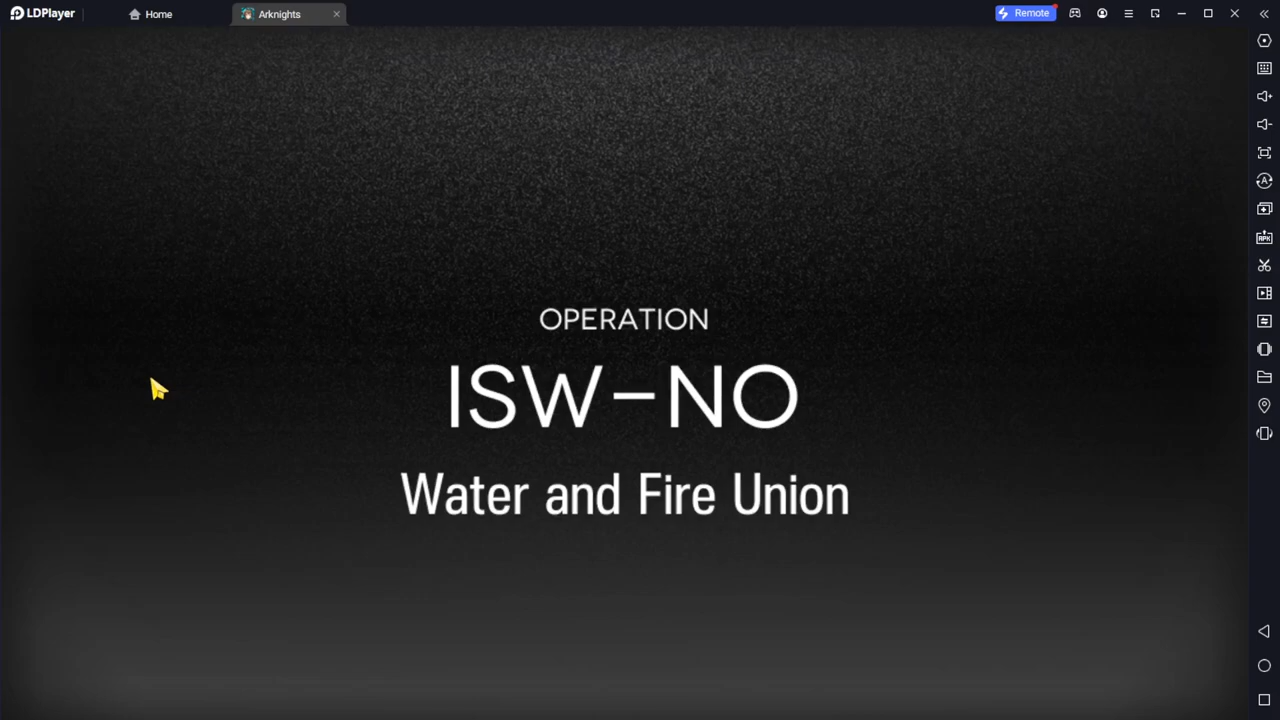 LDPlayer
Home
Arknights
Remote
OPERATION
ISW-NO
Water and Fire Union